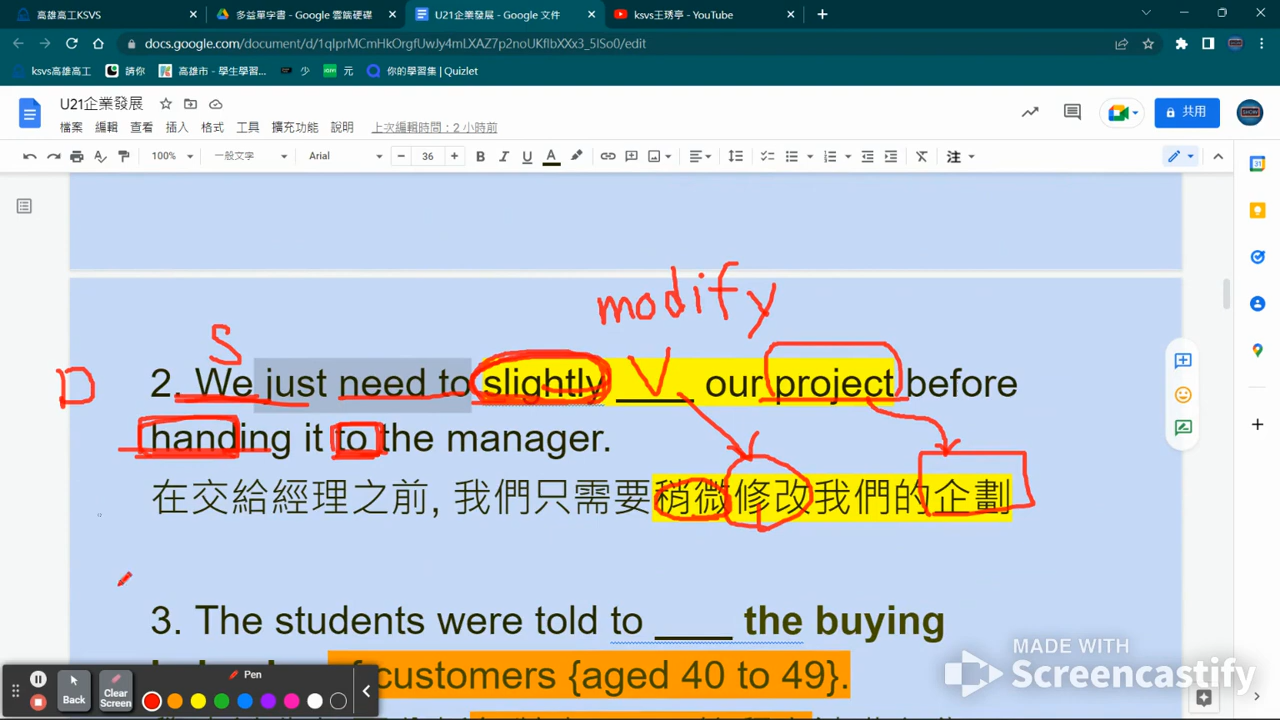 高雄高工KSVS
多益單字書 - Google 雲端硬碟
U21企業發展 - Google 文件
ksvs王琇亭 - YouTube
docs.google.com/document/d/1qIprMCmHkOrgfUwJy4mLXAZ7p2noUKflbXXx3_5ISo0/edit
ksvs高雄高工
請你
高雄市 - 學生學習...
少
元
你的學習集 | Quizlet
U21企業發展
檔案 編輯 查看 插入 格式 工具 擴充功能 說明 上次編輯時間：2 小時前
共用
100% 一般文字 Arial 36 B I U A 注
modify
S
D
2. We just need to slightly ____ our project before
V
handing it to the manager.
在交給經理之前, 我們只需要稍微修改我們的企劃
3. The students were told to ____ the buying
customers {aged 40 to 49}.
MADE WITH
Screencastify
Pen
Back
Clear
Screen